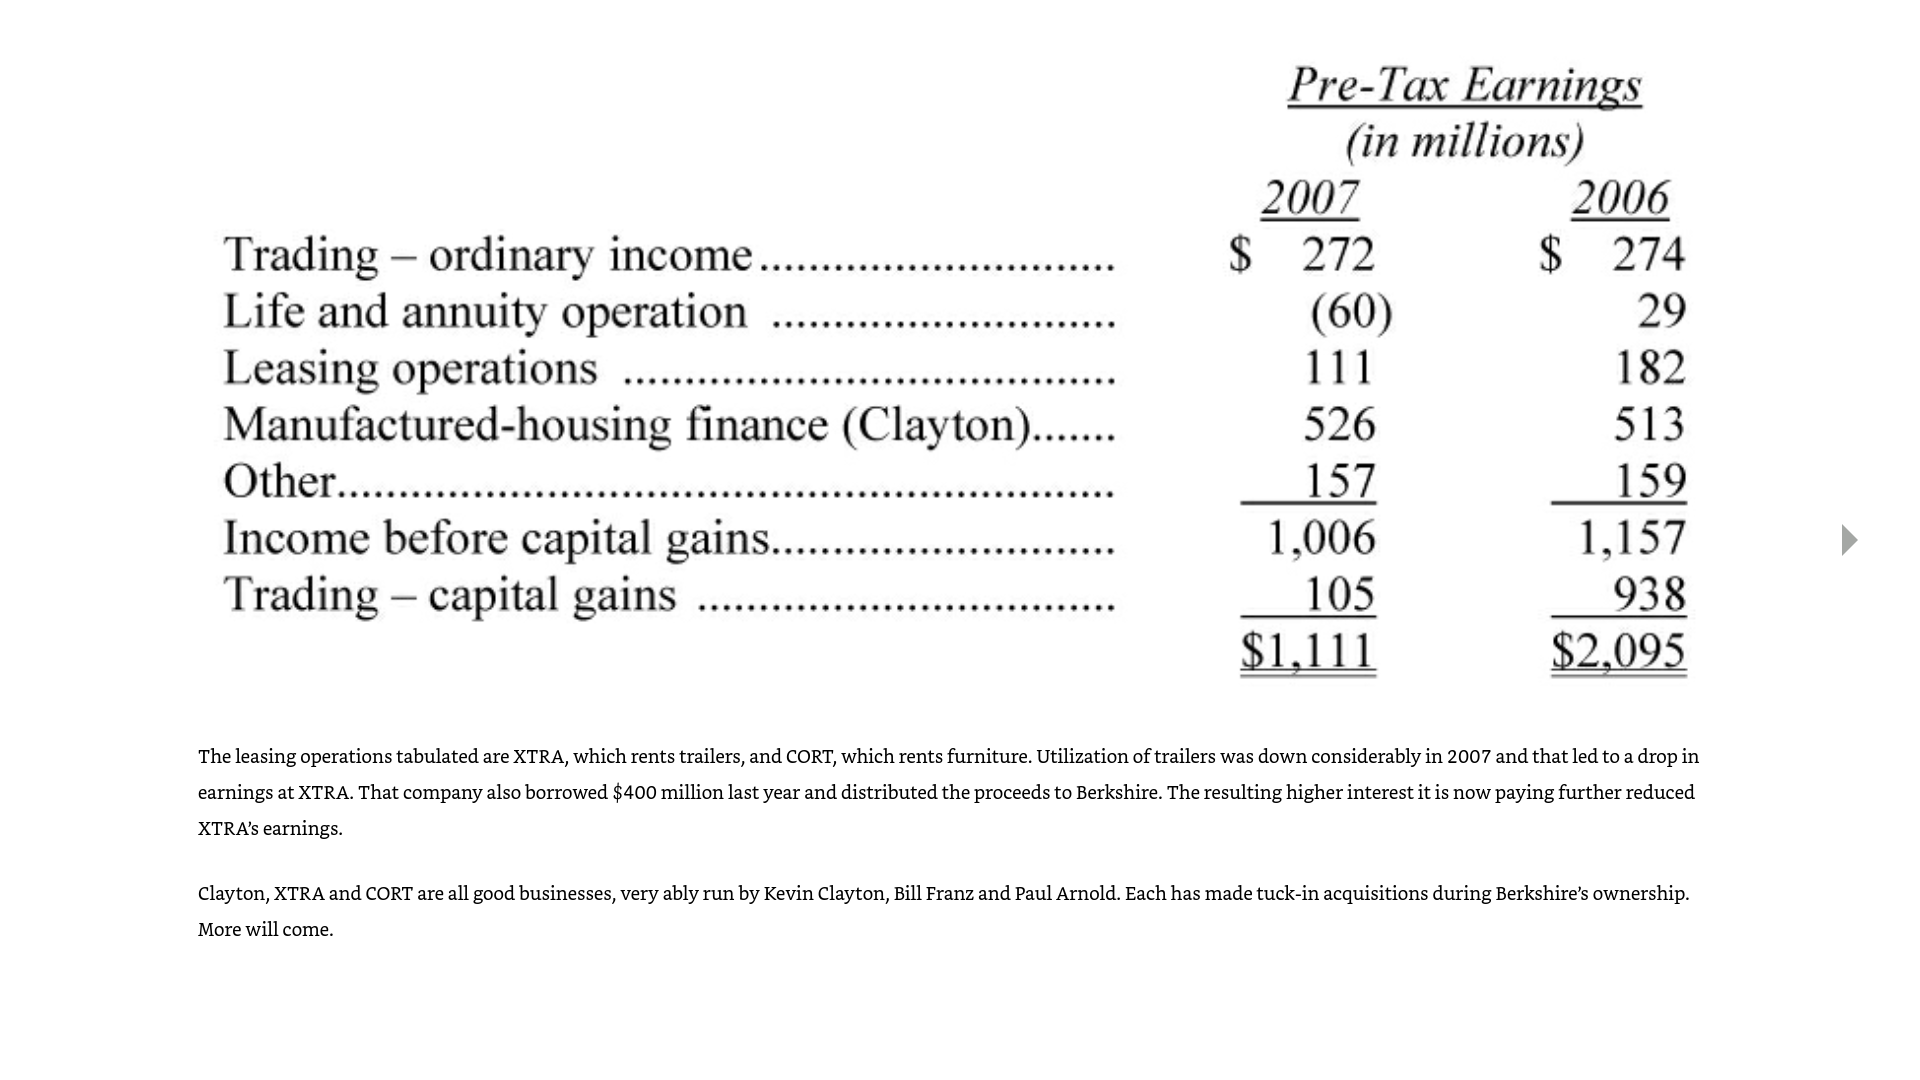 Pre-Tax Earnings
(in millions)
2007 2006
Trading – ordinary income............................. $ 272 $ 274
Life and annuity operation ............................ (60) 29
Leasing operations ........................................ 111 182
Manufactured-housing finance (Clayton)....... 526 513
Other............................................................... 157 159
Income before capital gains............................ 1,006 1,157
Trading – capital gains .................................. 105 938
$1,111 $2,095
The leasing operations tabulated are XTRA, which rents trailers, and CORT, which rents furniture. Utilization of trailers was down considerably in 2007 and that led to a drop in
earnings at XTRA. That company also borrowed $400 million last year and distributed the proceeds to Berkshire. The resulting higher interest it is now paying further reduced
XTRA’s earnings.
Clayton, XTRA and CORT are all good businesses, very ably run by Kevin Clayton, Bill Franz and Paul Arnold. Each has made tuck-in acquisitions during Berkshire’s ownership.
More will come.